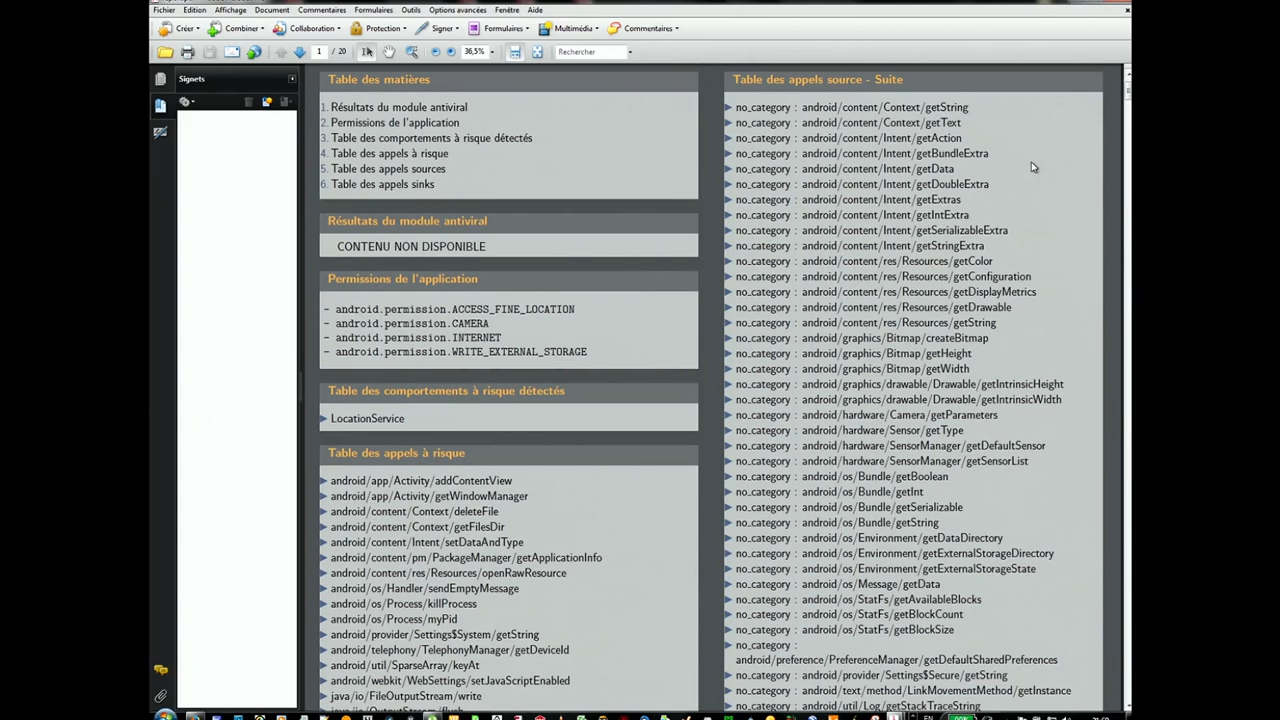 Fichier Edition Affichage Document Commentaires Formulaires Outils Options avancées Fenêtre Aide
Créer Combiner Collaboration Protection Signer Formulaires Multimédia Commentaires
1 / 20 36,5% Rechercher
Signets
Table des matières
1. Résultats du module antiviral
2. Permissions de l'application
3. Table des comportements à risque détectés
4. Table des appels à risque
5. Table des appels sources
6. Table des appels sinks
Résultats du module antiviral
CONTENU NON DISPONIBLE
Permissions de l'application
- android.permission.ACCESS_FINE_LOCATION
- android.permission.CAMERA
- android.permission.INTERNET
- android.permission.WRITE_EXTERNAL_STORAGE
Table des comportements à risque détectés
LocationService
Table des appels à risque
android/app/Activity/addContentView
android/app/Activity/getWindowManager
android/content/Context/deleteFile
android/content/Context/getFilesDir
android/content/Intent/setDataAndType
android/content/pm/PackageManager/getApplicationInfo
android/content/res/Resources/openRawResource
android/os/Handler/sendEmptyMessage
android/os/Process/killProcess
android/os/Process/myPid
android/provider/Settings$System/getString
android/telephony/TelephonyManager/getDeviceId
android/util/SparseArray/keyAt
android/webkit/WebSettings/setJavaScriptEnabled
java/io/FileOutputStream/write
java/io/OutputStream/flush
Table des appels source - Suite
no_category : android/content/Context/getString
no_category : android/content/Context/getText
no_category : android/content/Intent/getAction
no_category : android/content/Intent/getBundleExtra
no_category : android/content/Intent/getData
no_category : android/content/Intent/getDoubleExtra
no_category : android/content/Intent/getExtras
no_category : android/content/Intent/getIntExtra
no_category : android/content/Intent/getSerializableExtra
no_category : android/content/Intent/getStringExtra
no_category : android/content/res/Resources/getColor
no_category : android/content/res/Resources/getConfiguration
no_category : android/content/res/Resources/getDisplayMetrics
no_category : android/content/res/Resources/getDrawable
no_category : android/content/res/Resources/getString
no_category : android/graphics/Bitmap/createBitmap
no_category : android/graphics/Bitmap/getHeight
no_category : android/graphics/Bitmap/getWidth
no_category : android/graphics/drawable/Drawable/getIntrinsicHeight
no_category : android/graphics/drawable/Drawable/getIntrinsicWidth
no_category : android/hardware/Camera/getParameters
no_category : android/hardware/Sensor/getType
no_category : android/hardware/SensorManager/getDefaultSensor
no_category : android/hardware/SensorManager/getSensorList
no_category : android/os/Bundle/getBoolean
no_category : android/os/Bundle/getInt
no_category : android/os/Bundle/getSerializable
no_category : android/os/Bundle/getString
no_category : android/os/Environment/getDataDirectory
no_category : android/os/Environment/getExternalStorageDirectory
no_category : android/os/Environment/getExternalStorageState
no_category : android/os/Message/getData
no_category : android/os/StatFs/getAvailableBlocks
no_category : android/os/StatFs/getBlockCount
no_category : android/os/StatFs/getBlockSize
no_category :
android/preference/PreferenceManager/getDefaultSharedPreferences
no_category : android/provider/Settings$Secure/getString
no_category : android/text/method/LinkMovementMethod/getInstance
no_category : android/util/Log/getStackTraceString